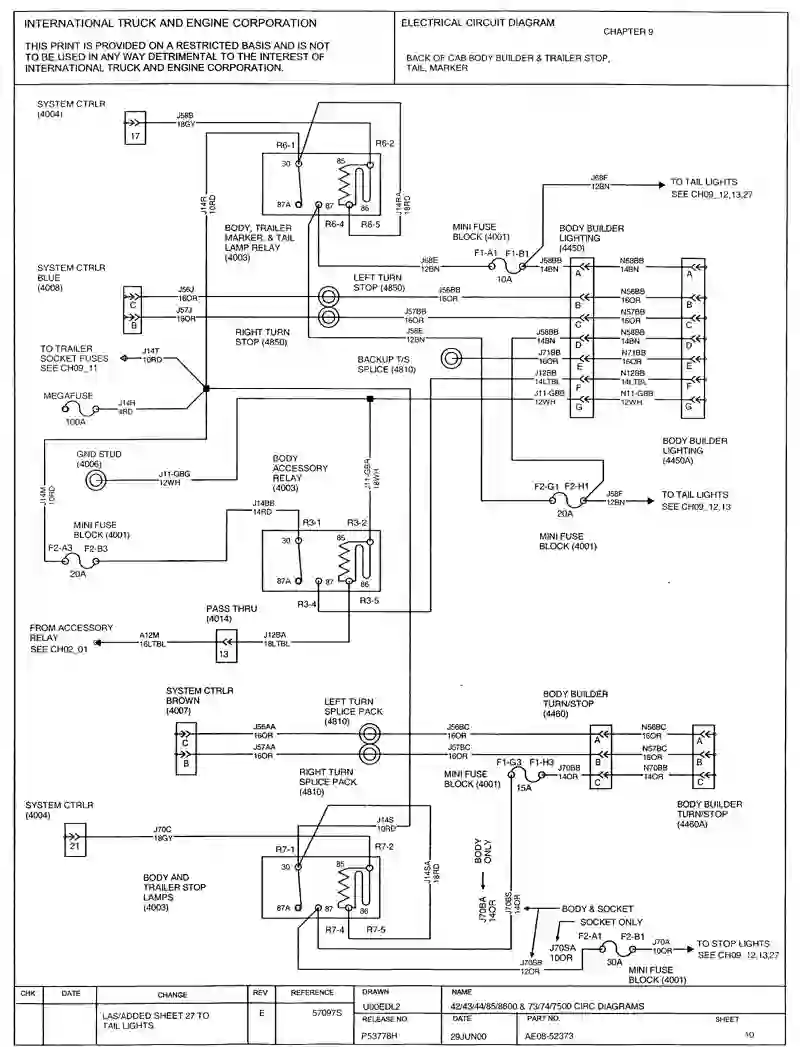 INTERNATIONAL TRUCK AND ENGINE CORPORATION
THIS PRINT IS PROVIDED ON A RESTRICTED BASIS AND IS NOT
TO BE USED IN ANY WAY DETRIMENTAL TO THE INTEREST OF
INTERNATIONAL TRUCK AND ENGINE CORPORATION.
ELECTRICAL CIRCUIT DIAGRAM
CHAPTER 9
BACK OF CAB BODY BUILDER & TRAILER STOP,
TAIL, MARKER
SYSTEM CTRLR
(4004)
17
J58B
18GY
R6-1
R6-2
30
85
87A
87
86
R6-4
R6-5
J14R
10RD
J14RA
18RD
BODY, TRAILER
MARKER, & TAIL
LAMP RELAY
(4003)
J68F
12BN
TO TAIL LIGHTS
SEE CH09_12,13,27
MINI FUSE
BLOCK (4001)
F1-A1
F1-B1
10A
J68E
12BN
BODY BUILDER
LIGHTING
(4450)
J68BB
14BN
N68BB
14BN
A
A
SYSTEM CTRLR
BLUE
(4008)
C
B
J56J
16OR
J57J
16OR
LEFT TURN
STOP (4850)
RIGHT TURN
STOP (4850)
J56BB
16OR
J57BB
16OR
J58E
12BN
N56BB
16OR
B
B
N57BB
16OR
C
C
J58BB
14BN
N58BB
14BN
D
D
BACKUP T/S
SPLICE (4810)
J71BB
16OR
N71BB
16OR
E
E
J12BB
14LTBL
N12BB
14LTBL
F
F
J11-GBB
12WH
N11-GBB
12WH
G
G
TO TRAILER
SOCKET FUSES
SEE CH09_11
J14T
10RD
MEGAFUSE
100A
J14H
4RD
GND STUD
(4006)
J11-GBG
12WH
J14M
10RD
BODY
ACCESSORY
RELAY
(4003)
J11-GBA
18WH
BODY BUILDER
LIGHTING
(4450A)
F2-G1
F2-H1
20A
J58F
12BN
TO TAIL LIGHTS
SEE CH09_12,13
MINI FUSE
BLOCK (4001)
J14BB
14RD
MINI FUSE
BLOCK (4001)
F2-A3
F2-B3
20A
R3-1
R3-2
30
85
87A
87
86
R3-4
R3-5
PASS THRU
(4014)
13
FROM ACCESSORY
RELAY
SEE CH02_01
A12M
16LTBL
J12BA
18LTBL
SYSTEM CTRLR
BROWN
(4007)
C
B
J56AA
16OR
J57AA
16OR
LEFT TURN
SPLICE PACK
(4810)
RIGHT TURN
SPLICE PACK
(4810)
J56BC
16OR
J57BC
16OR
BODY BUILDER
TURN/STOP
(4460)
N56BC
16OR
A
A
N57BC
16OR
B
B
F1-G3
F1-H3
MINI FUSE
BLOCK (4001)
15A
J70BB
14OR
N70BB
14OR
C
C
BODY BUILDER
TURN/STOP
(4460A)
SYSTEM CTRLR
(4004)
21
J70C
18GY
J14S
10RD
R7-1
R7-2
30
85
87A
87
86
R7-4
R7-5
J14SA
18RD
BODY AND
TRAILER STOP
LAMPS
(4003)
BODY
ONLY
J70BA
14OR
J70BS
14OR
BODY & SOCKET
SOCKET ONLY
J70SA
10OR
J70SB
12OR
F2-A1
F2-B1
30A
J70A
10OR
TO STOP LIGHTS
SEE CH09_12,13,27
MINI FUSE
BLOCK (4001)
CHK
DATE
CHANGE
REV
REFERENCE
DRAWN
NAME
LAS/ADDED SHEET 27 TO
TAIL LIGHTS.
E
57097S
U00EDL2
42/43/44/85/8600 & 73/74/7500 CIRC DIAGRAMS
RELEASE NO.
DATE
PART NO.
SHEET
P53778H
29JUN00
AE08-52373